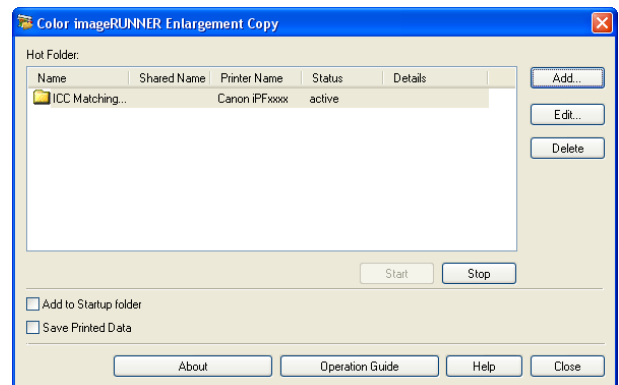 Color imageRUNNER Enlargement Copy
Hot Folder:
Name Shared Name Printer Name Status Details
ICC Matching... Canon iPFxxxx active
Add...
Edit...
Delete
Start Stop
Add to Startup folder
Save Printed Data
About Operation Guide Help Close